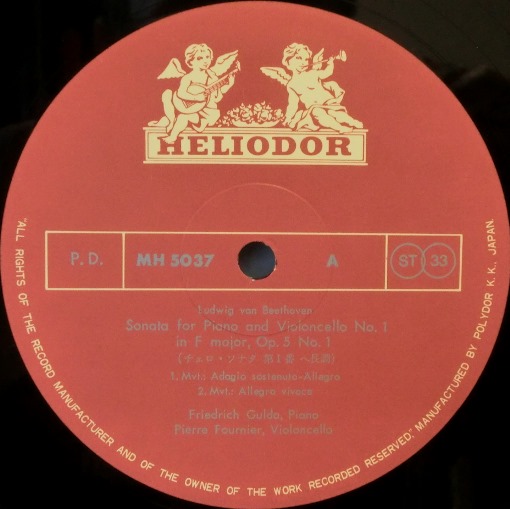 HELIODOR
P. D. MH 5037 A ST 33
Ludwig van Beethoven
Sonata for Piano and Violoncello No. 1
in F major, Op. 5 No. 1
(チェロ・ソナタ 第1番 ヘ長調)
1. Mvt.: Adagio sostenuto-Allegro
2. Mvt.: Allegro vivace
Friedrich Gulda, Piano
Pierre Fournier, Violoncello
"ALL RIGHTS OF THE RECORD MANUFACTURER AND OF THE OWNER OF THE WORK RECORDED RESERVED." MANUFACTURED BY POLYDOR K. K., JAPAN.